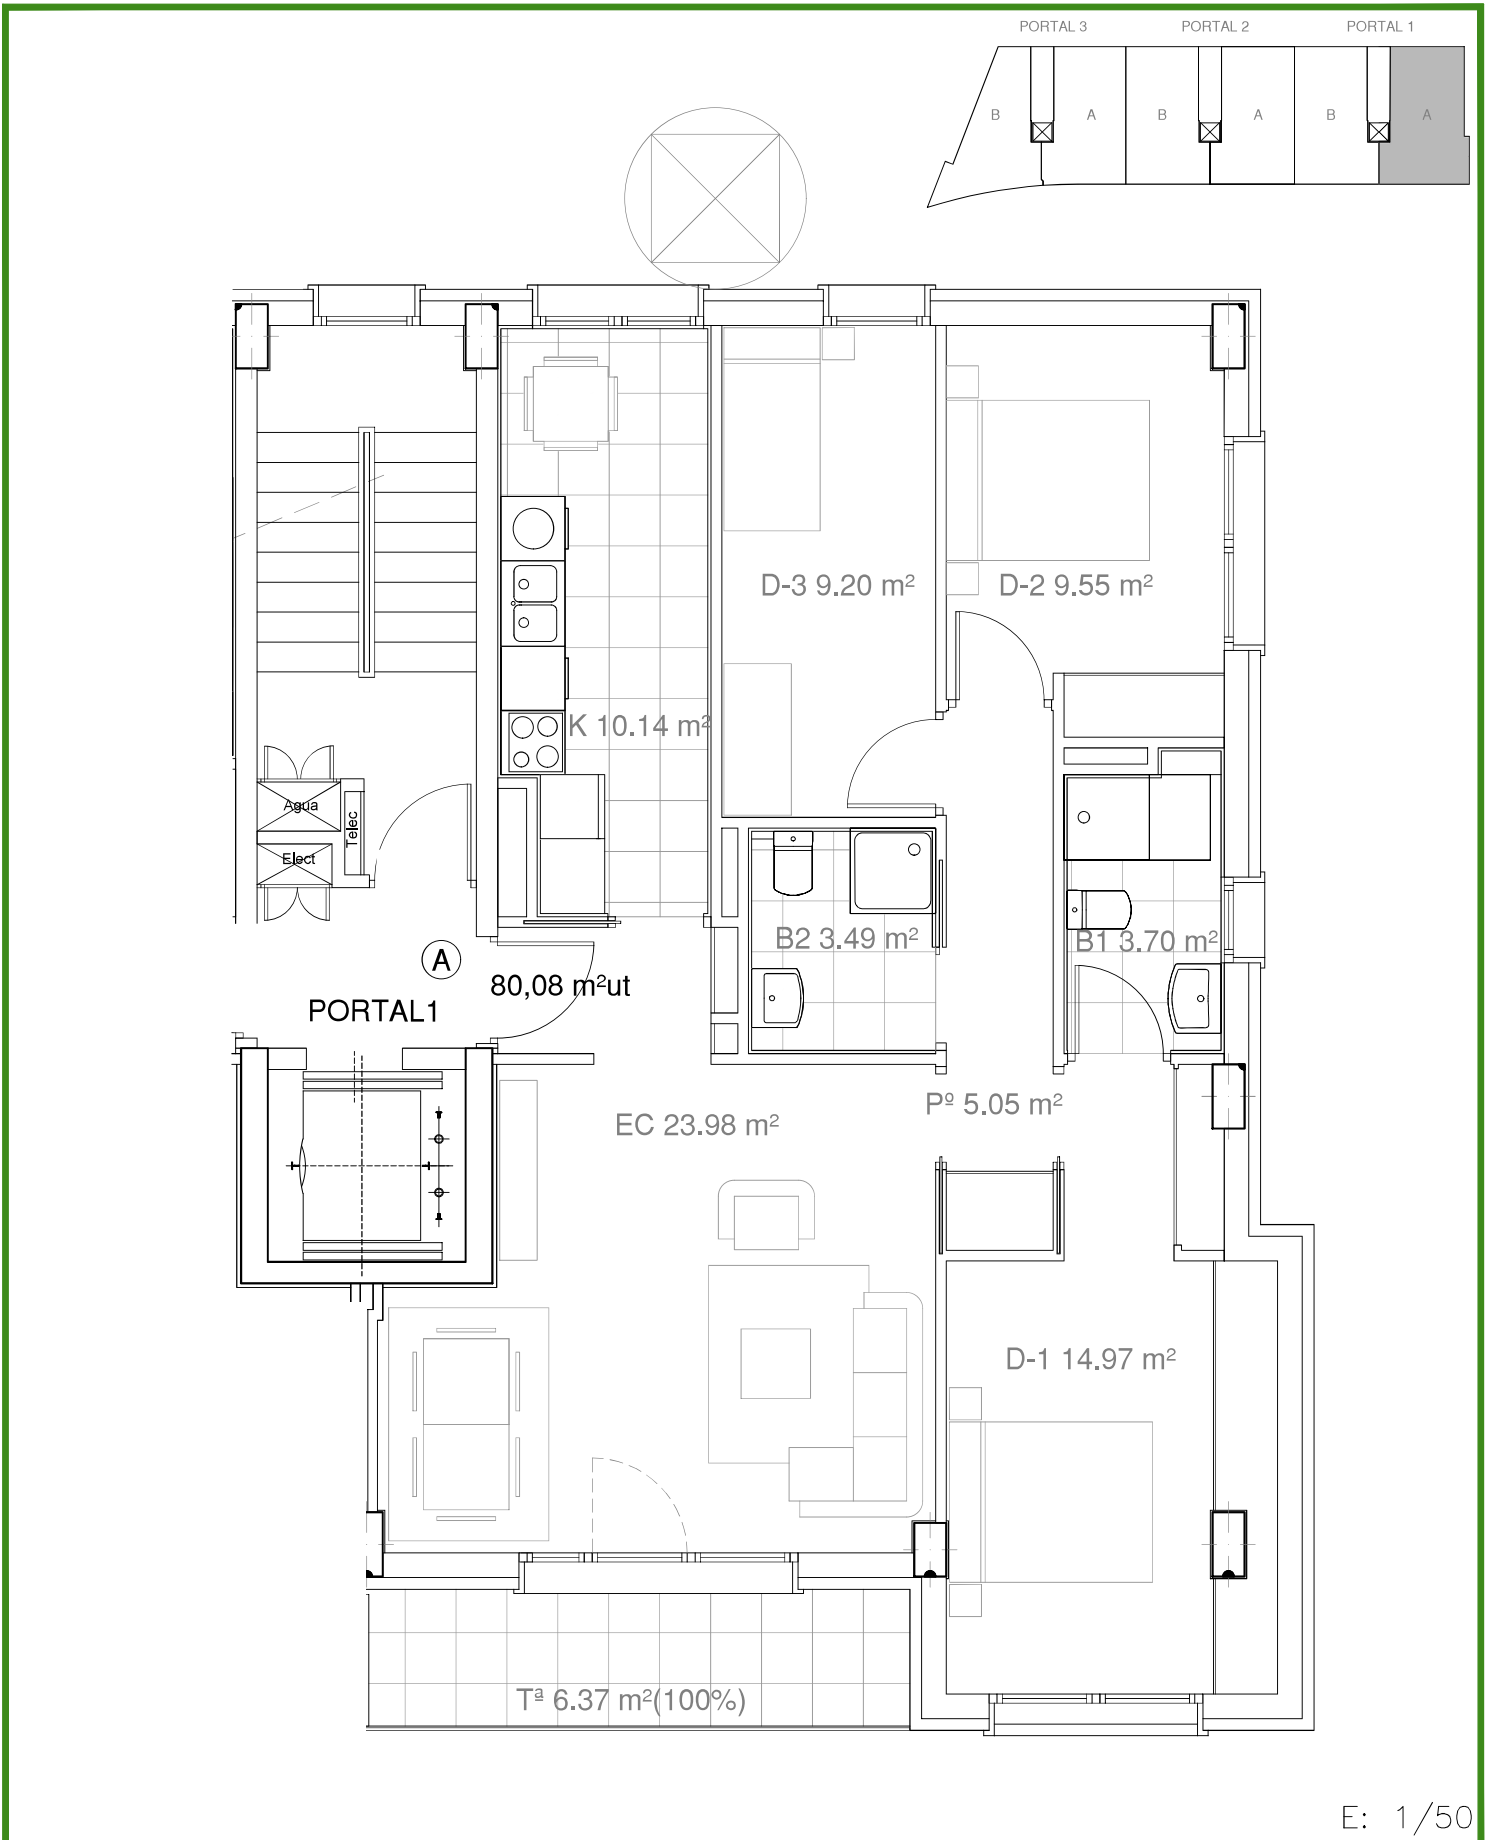 PORTAL 3 PORTAL 2 PORTAL 1
B A B A B A
D-3 9.20 m² D-2 9.55 m²
K 10.14 m²
Agua
Telec
Elect
B2 3.49 m² B1 3.70 m²
A
80,08 m²ut
PORTAL1
Pº 5.05 m²
EC 23.98 m²
D-1 14.97 m²
Tª 6.37 m²(100%)
E: 1/50